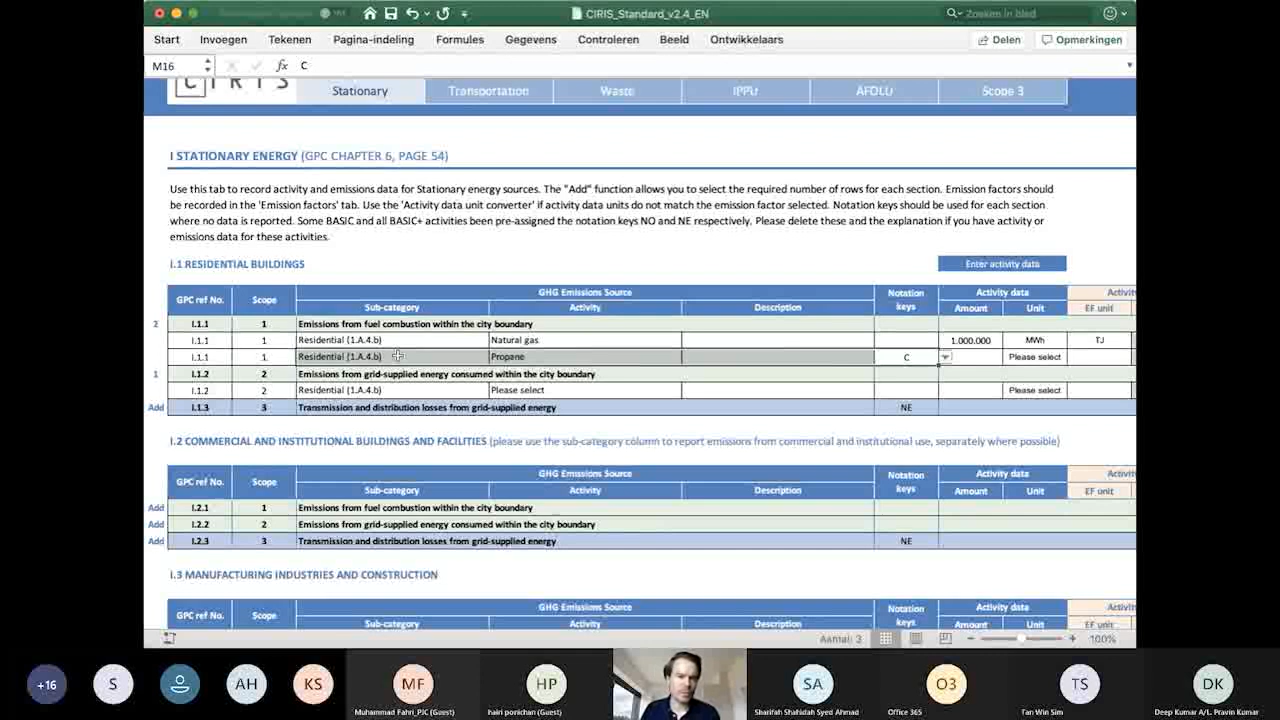 CIRIS_Standard_v2.4_EN
Zoeken in blad
Start Invoegen Tekenen Pagina-indeling Formules Gegevens Controleren Beeld Ontwikkelaars Delen Opmerkingen
M16 fx C
CIRIS
Stationary Transportation Waste IPPU AFOLU Scope 3
I STATIONARY ENERGY (GPC CHAPTER 6, PAGE 54)
Use this tab to record activity and emissions data for Stationary energy sources. The "Add" function allows you to select the required number of rows for each section. Emission factors should
be recorded in the 'Emission factors' tab. Use the 'Activity data unit converter' if activity data units do not match the emission factor selected. Notation keys should be used for each section
where no data is reported. Some BASIC and all BASIC+ activities been pre-assigned the notation keys NO and NE respectively. Please delete these and the explanation if you have activity or
emissions data for these activities.
I.1 RESIDENTIAL BUILDINGS Enter activity data
GPC ref No. Scope GHG Emissions Source Notation keys Activity data Activit
Sub-category Activity Description Amount Unit EF unit
2 I.1.1 1 Emissions from fuel combustion within the city boundary
I.1.1 1 Residential (1.A.4.b) Natural gas 1.000.000 MWh TJ
I.1.1 1 Residential (1.A.4.b) Propane C Please select
1 I.1.2 2 Emissions from grid-supplied energy consumed within the city boundary
I.1.2 2 Residential (1.A.4.b) Please select Please select
Add I.1.3 3 Transmission and distribution losses from grid-supplied energy NE
I.2 COMMERCIAL AND INSTITUTIONAL BUILDINGS AND FACILITIES (please use the sub-category column to report emissions from commercial and institutional use, separately where possible)
GPC ref No. Scope GHG Emissions Source Notation keys Activity data Activit
Sub-category Activity Description Amount Unit EF unit
Add I.2.1 1 Emissions from fuel combustion within the city boundary
Add I.2.2 2 Emissions from grid-supplied energy consumed within the city boundary
Add I.2.3 3 Transmission and distribution losses from grid-supplied energy NE
I.3 MANUFACTURING INDUSTRIES AND CONSTRUCTION
GPC ref No. Scope GHG Emissions Source Notation keys Activity data Activit
Sub-category Activity Description Amount Unit EF unit
Aantal: 3 100%
+16 S AH KS MF HP SA O3 TS DK
Muhammad Fahri_PJC (Guest) hairi ponichan (Guest) Sharifah Shahidah Syed Ahmad Office 365 Tan Win Sim Deep Kumar A/L. Pravin Kumar